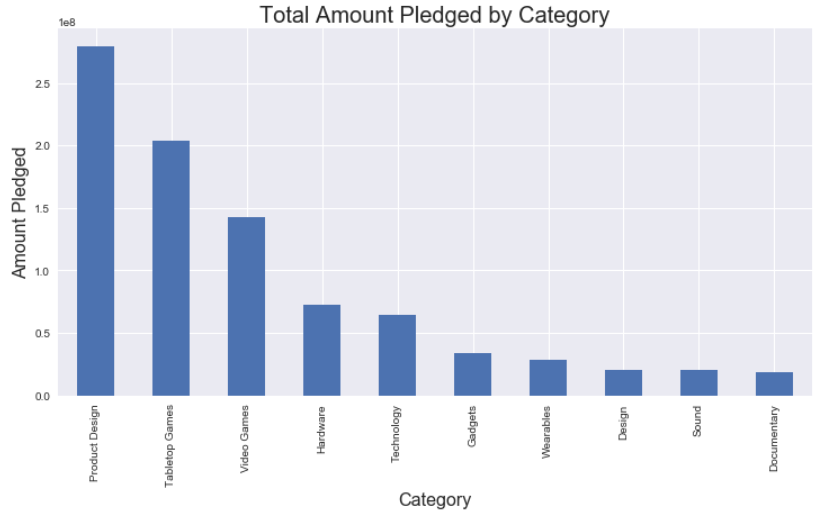 Total Amount Pledged by Category
1e8
2.5
2.0
1.5
1.0
0.5
0.0
Amount Pledged
Product Design
Tabletop Games
Video Games
Hardware
Technology
Gadgets
Wearables
Design
Sound
Documentary
Category